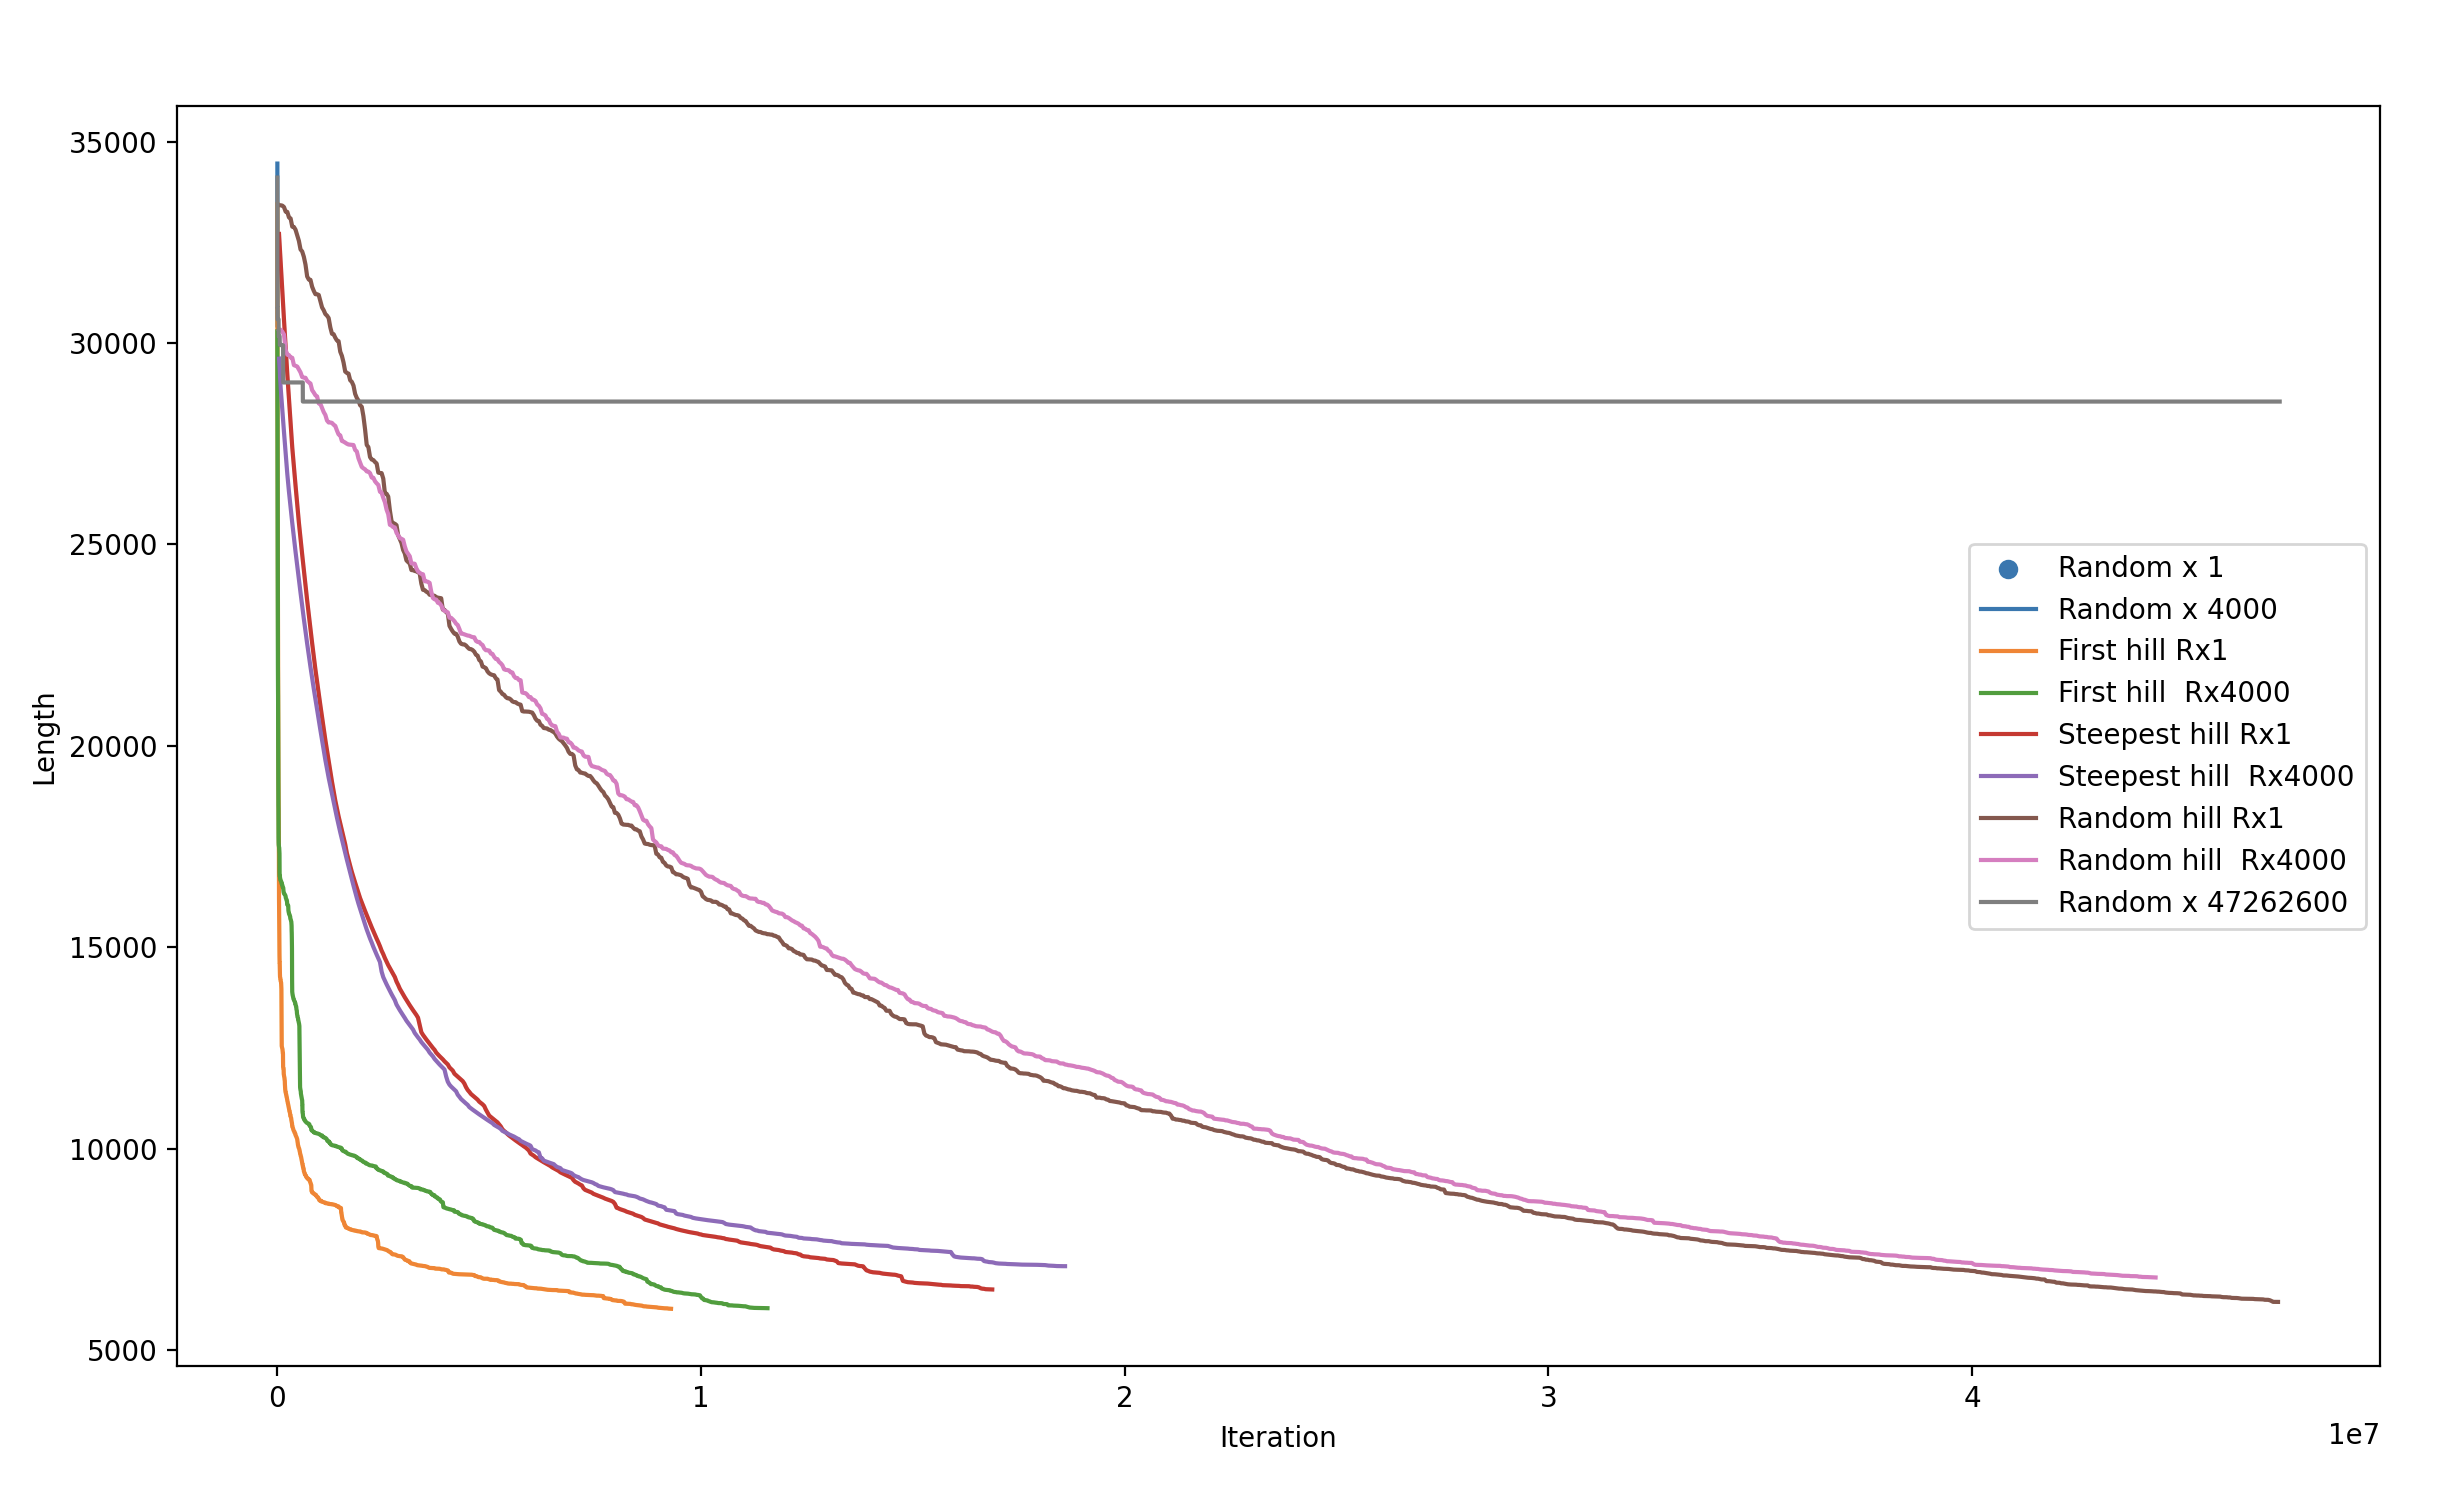 35000
30000
25000
20000
15000
10000
5000
Length
0 1 2 3 4
1e7
Iteration
Random x 1
Random x 4000
First hill Rx1
First hill  Rx4000
Steepest hill Rx1
Steepest hill  Rx4000
Random hill Rx1
Random hill  Rx4000
Random x 47262600